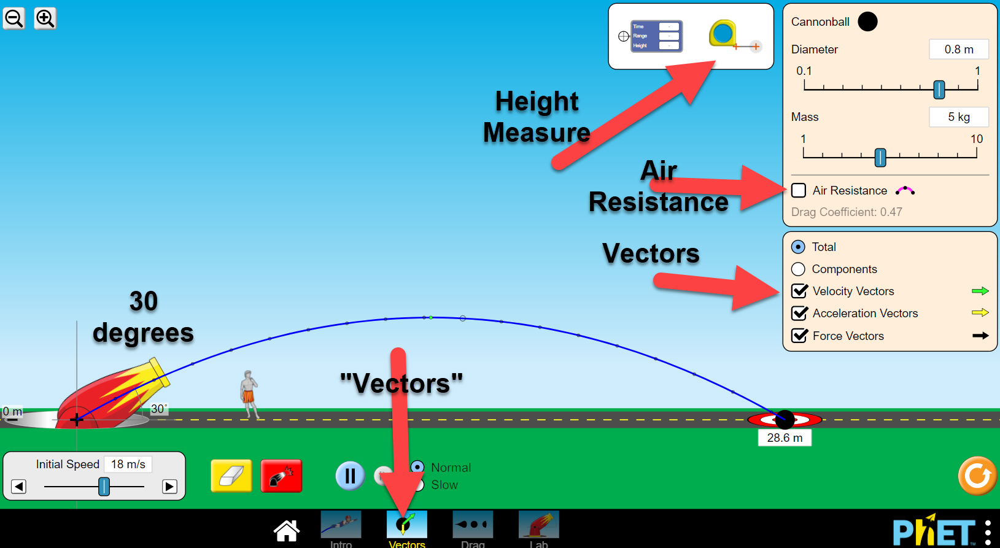 Time -
Range -
Height -
Cannonball
Diameter 0.8 m
0.1 1
Mass 5 kg
1 10
Air Resistance
Drag Coefficient: 0.47
Total
Components
Velocity Vectors
Acceleration Vectors
Force Vectors
Height
Measure
Air
Resistance
Vectors
30
degrees
"Vectors"
30°
0 m
28.6 m
Initial Speed 18 m/s
Normal
Slow
Intro
Vectors
Drag
Lab
PhET